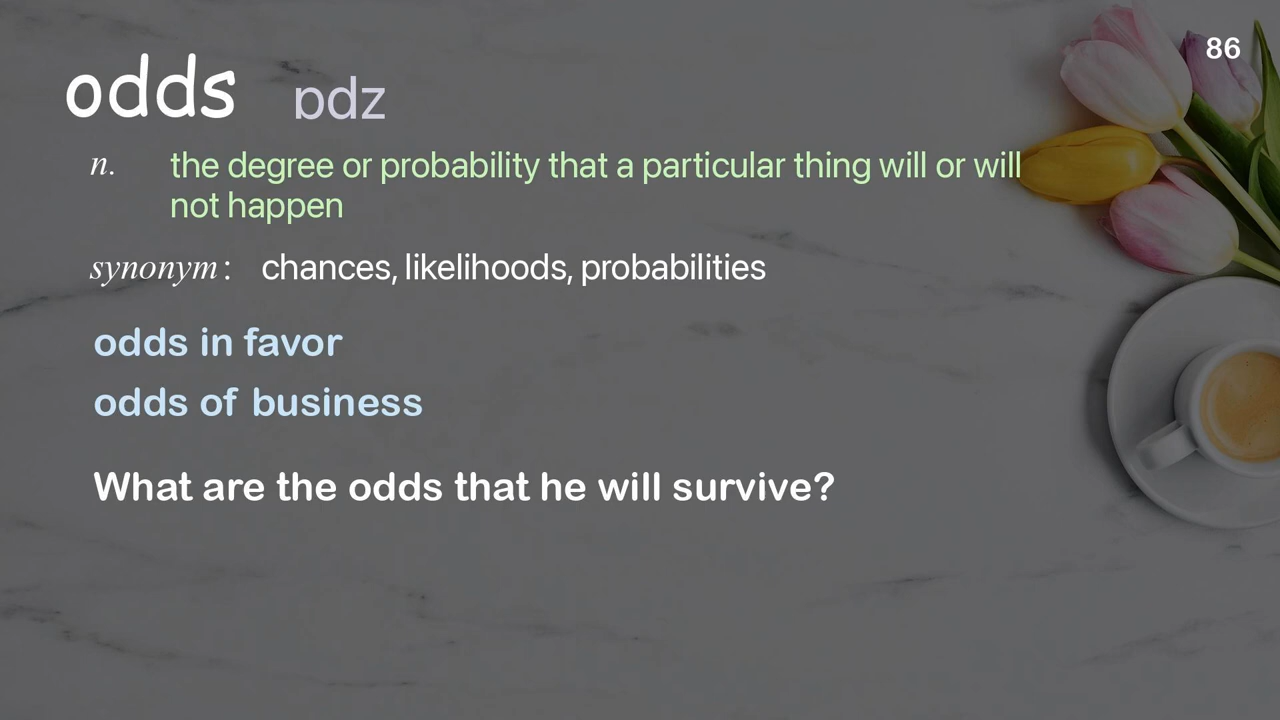 86
odds ɒdz
n. the degree or probability that a particular thing will or will
not happen
synonym: chances, likelihoods, probabilities
odds in favor
odds of business
What are the odds that he will survive?